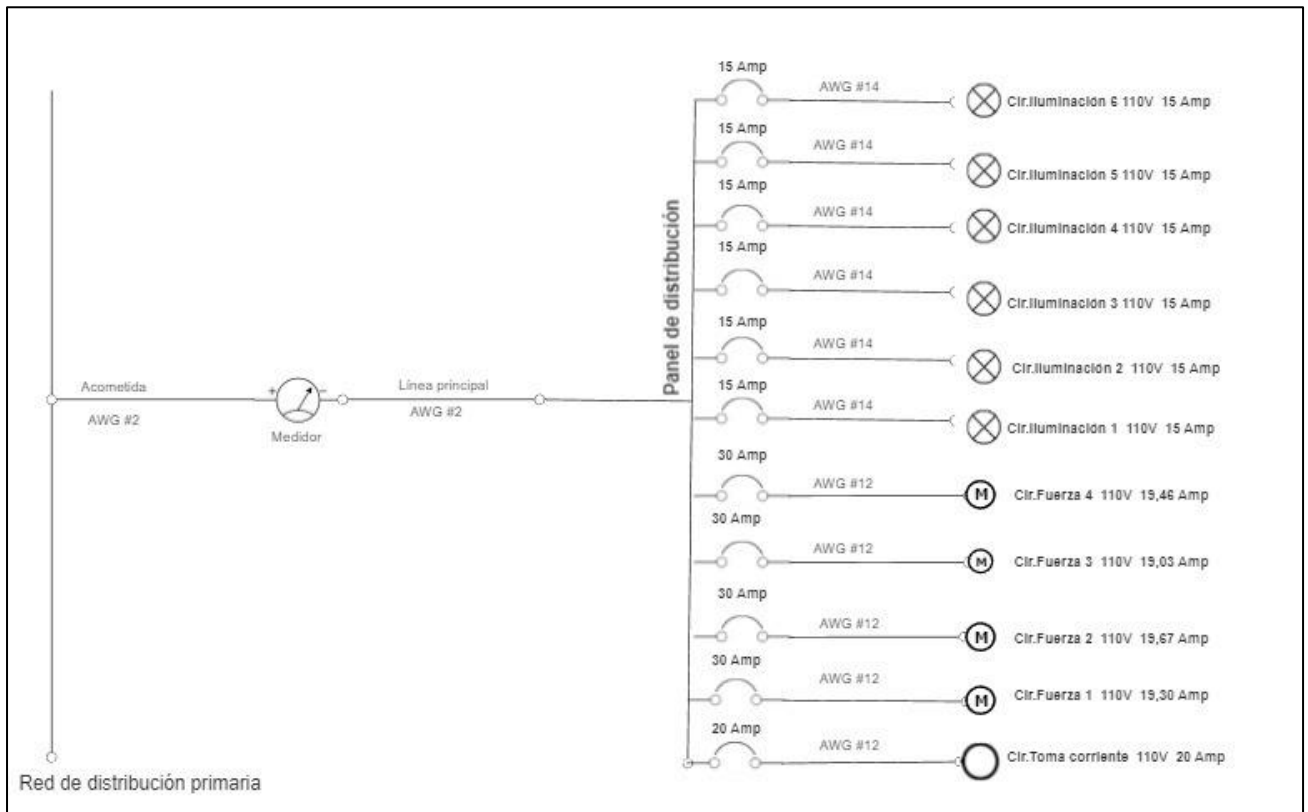 15 Amp
AWG #14
Cir.Iluminación 6 110V 15 Amp
15 Amp
AWG #14
Cir.Iluminación 5 110V 15 Amp
15 Amp
AWG #14
Cir.Iluminación 4 110V 15 Amp
15 Amp
AWG #14
Cir.Iluminación 3 110V 15 Amp
15 Amp
AWG #14
Cir.Iluminación 2 110V 15 Amp
15 Amp
AWG #14
Cir.Iluminación 1 110V 15 Amp
30 Amp
AWG #12
M
Cir.Fuerza 4 110V 19,46 Amp
30 Amp
AWG #12
M
Cir.Fuerza 3 110V 19,03 Amp
30 Amp
AWG #12
M
Cir.Fuerza 2 110V 19,67 Amp
30 Amp
AWG #12
M
Cir.Fuerza 1 110V 19,30 Amp
20 Amp
AWG #12
Cir.Toma corriente 110V 20 Amp
Panel de distribución
Acometida
AWG #2
+ -
Medidor
Línea principal
AWG #2
Red de distribución primaria